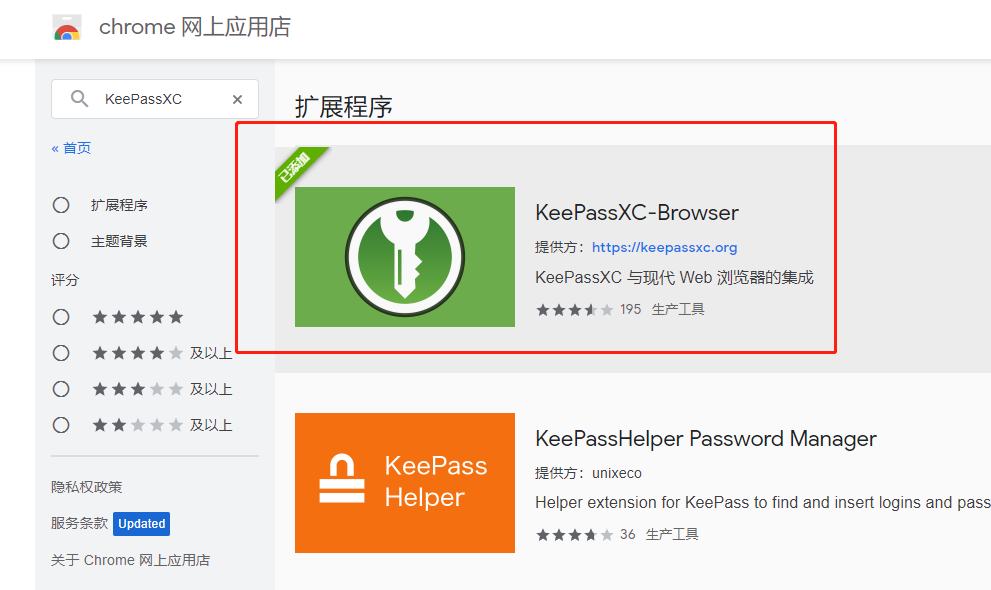 chrome 网上应用店
KeePassXC
« 首页
扩展程序
主题背景
评分
及以上
及以上
及以上
隐私权政策
服务条款 Updated
关于 Chrome 网上应用店
扩展程序
已添加
KeePassXC-Browser
提供方：https://keepassxc.org
KeePassXC 与现代 Web 浏览器的集成
195 生产工具
KeePass
Helper
KeePassHelper Password Manager
提供方：unixeco
Helper extension for KeePass to find and insert logins and pass
36 生产工具